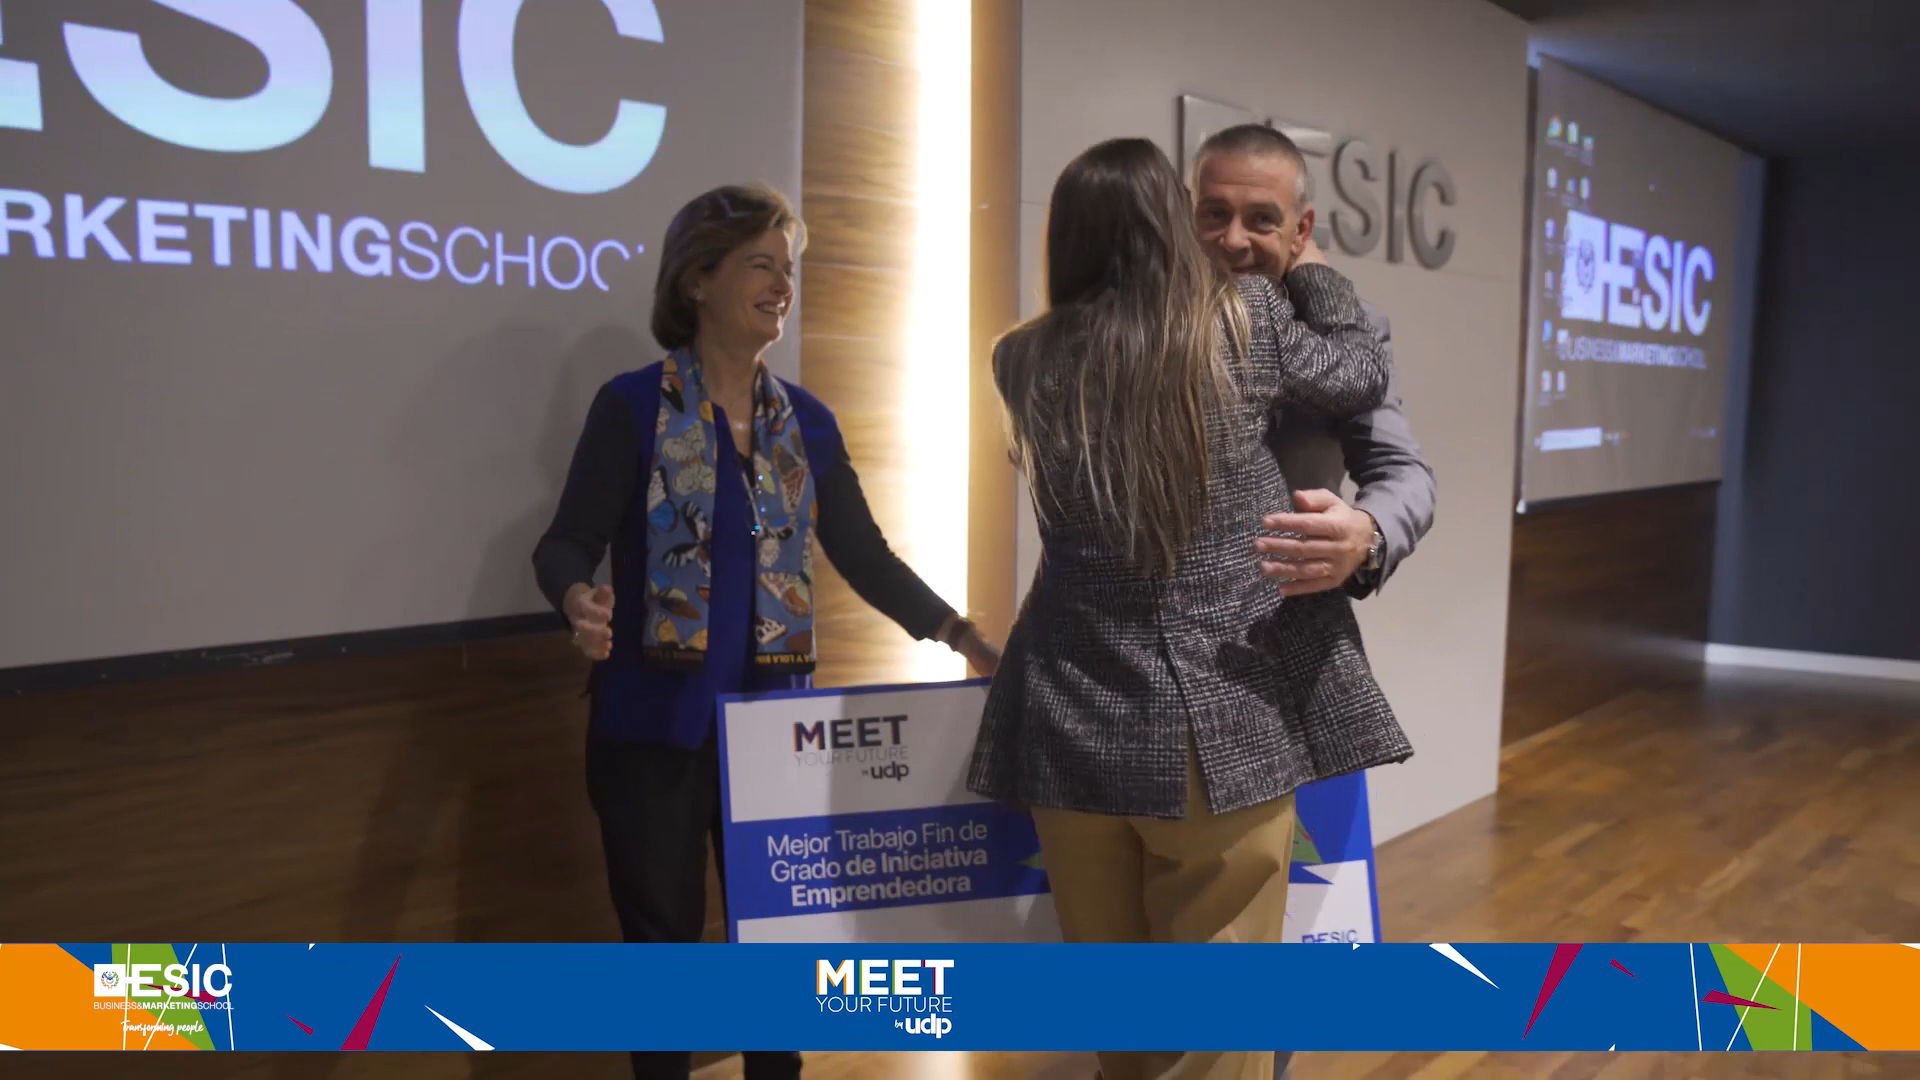 ESIC
RKETINGSCHOO
ESIC
ESIC
BUSINESS&MARKETINGSCHOOL
MEET
YOUR FUTURE
by udp
Mejor Trabajo Fin de
Grado de Iniciativa
Emprendedora
ESIC
ESIC
BUSINESS&MARKETINGSCHOOL
Transforming people
MEET
YOUR FUTURE
by udp